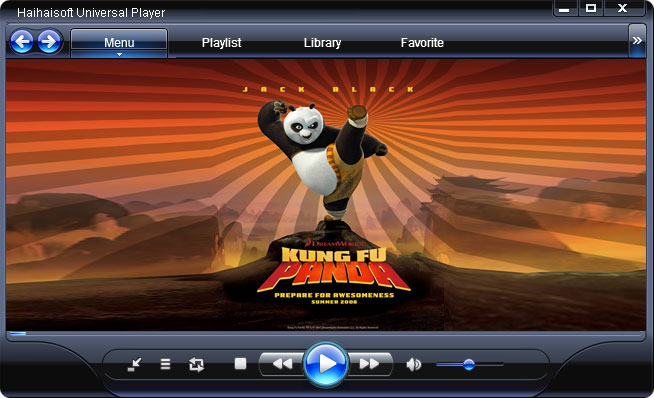 Haihaisoft Universal Player
Menu
Playlist
Library
Favorite
JACK BLACK
DREAMWORKS
KUNG FU
PANDA
PREPARE FOR AWESOMENESS
SUMMER 2008